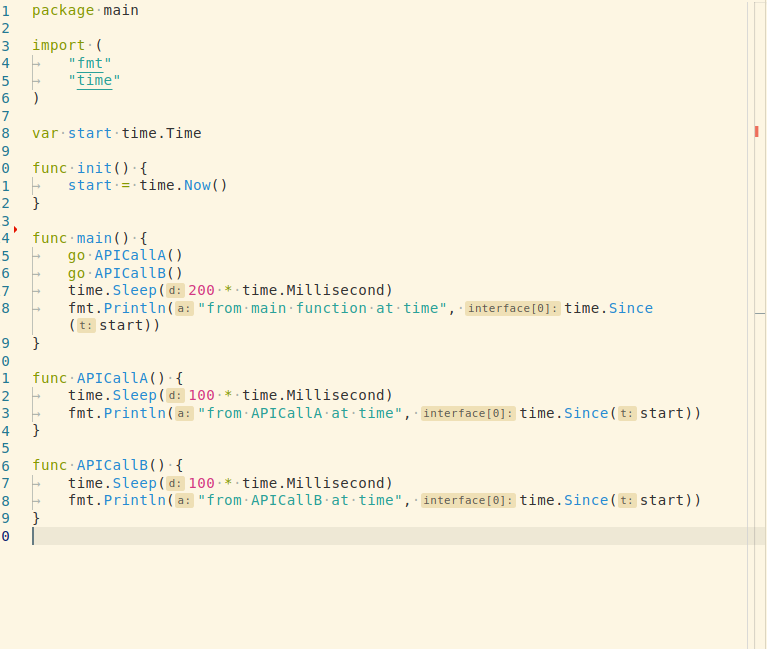 1 package main
2
3 import (
4 "fmt"
5 "time"
6 )
7
8 var start time.Time
9
0 func init() {
1 start = time.Now()
2 }
3
4 func main() {
5 go APICallA()
6 go APICallB()
7 time.Sleep(d: 200 * time.Millisecond)
8 fmt.Println(a: "from main function at time", interface[0]: time.Since
(t: start))
9 }
0
1 func APICallA() {
2 time.Sleep(d: 100 * time.Millisecond)
3 fmt.Println(a: "from APICallA at time", interface[0]: time.Since(t: start))
4 }
5
6 func APICallB() {
7 time.Sleep(d: 100 * time.Millisecond)
8 fmt.Println(a: "from APICallB at time", interface[0]: time.Since(t: start))
9 }
0